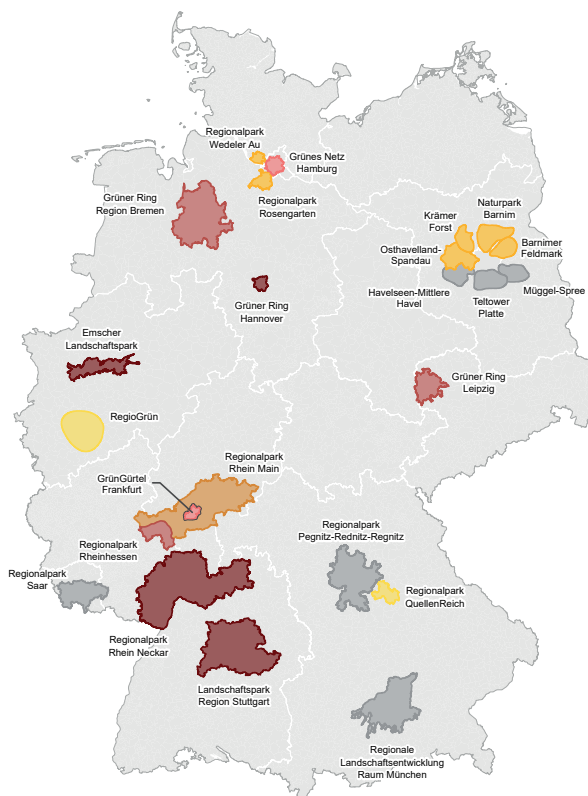 Regionalpark
Wedeler Au
Grünes Netz
Hamburg
Grüner Ring
Region Bremen
Regionalpark
Rosengarten
Krämer
Forst
Naturpark
Barnim
Osthavelland-
Spandau
Barnimer
Feldmark
Havelseen-Mittlere
Havel
Teltower
Platte
Müggel-Spree
Grüner Ring
Hannover
Emscher
Landschaftspark
Grüner Ring
Leipzig
RegioGrün
Regionalpark
Rhein Main
GrünGürtel
Frankfurt
Regionalpark
Pegnitz-Rednitz-Regnitz
Regionalpark
Rheinhessen
Regionalpark
Saar
Regionalpark
QuellenReich
Regionalpark
Rhein Neckar
Landschaftspark
Region Stuttgart
Regionale
Landschaftsentwicklung
Raum München